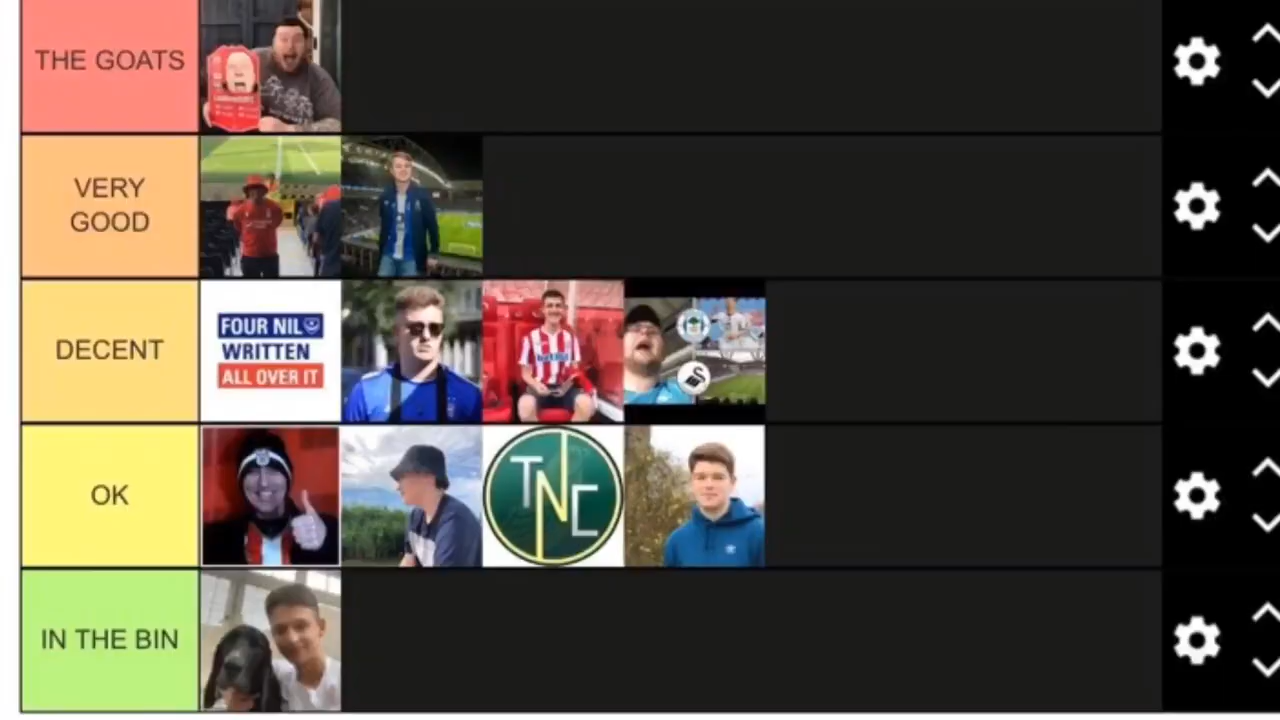 THE GOATS
VERY
GOOD
DECENT
FOUR NIL
WRITTEN
ALL OVER IT
OK
TNC
IN THE BIN